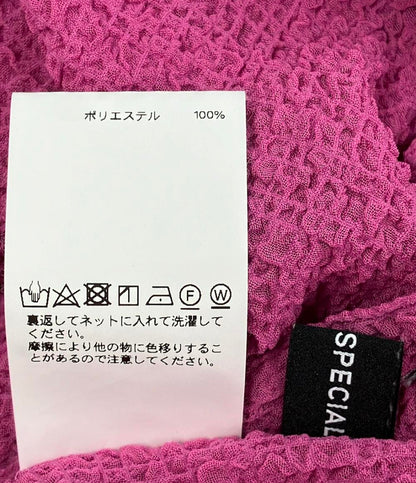 ポリエステル 100%
F W
裏返してネットに入れて洗濯して
ください。
摩擦により他の物に色移りするこ
とがあるので注意してください。
SPECIAL